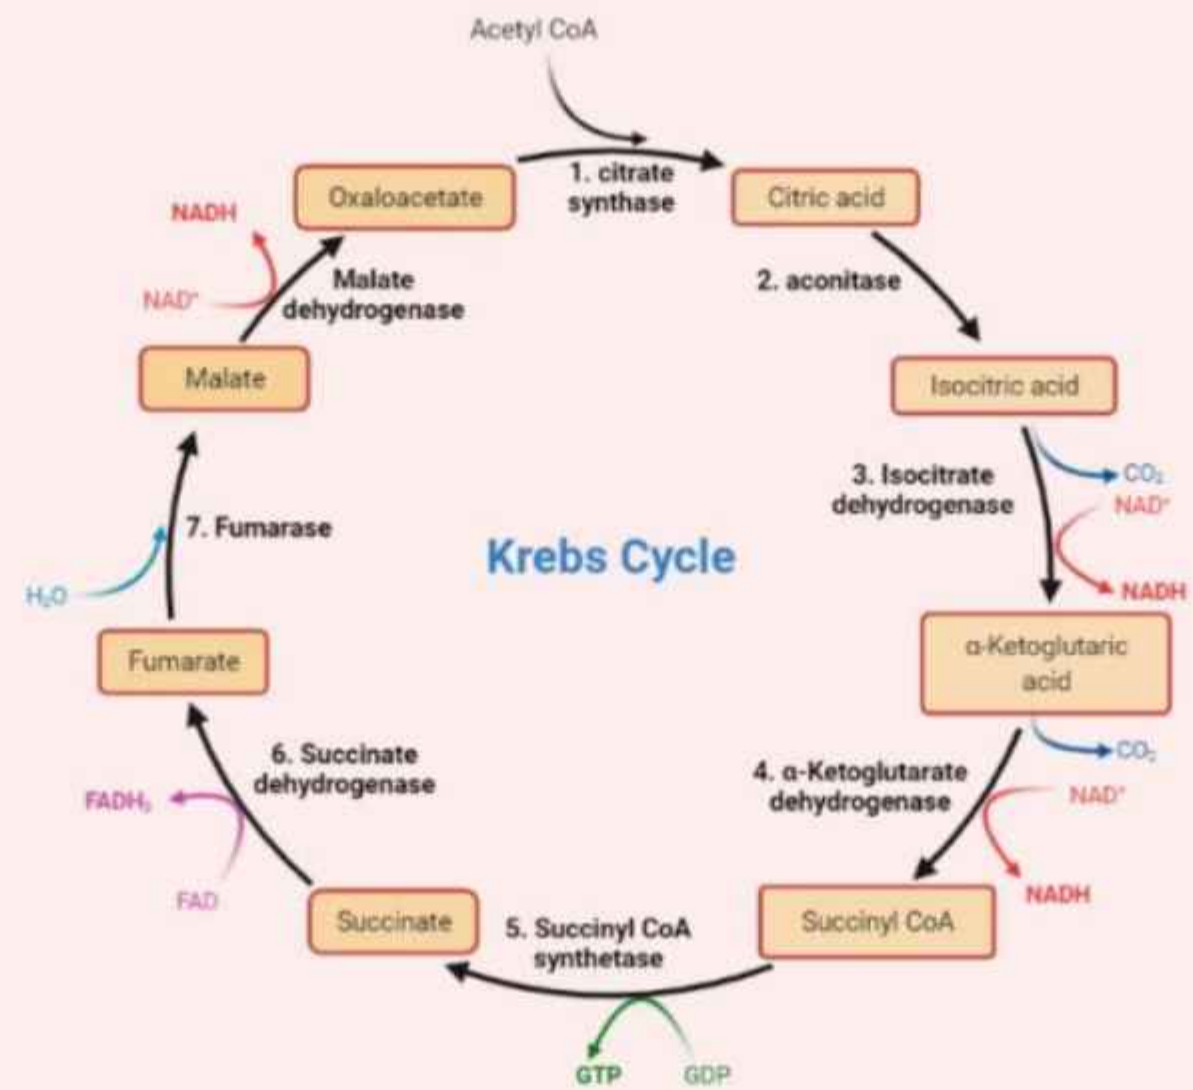 Acetyl CoA
1. citrate
synthase
Oxaloacetate
Citric acid
NADH
NAD⁺
Malate
dehydrogenase
2. aconitase
Malate
Isocitric acid
3. Isocitrate
dehydrogenase
CO₂
NAD⁺
NADH
7. Fumarase
Krebs Cycle
H₂O
Fumarate
α-Ketoglutaric
acid
CO₂
6. Succinate
dehydrogenase
4. α-Ketoglutarate
dehydrogenase
FADH₂
NAD⁺
FAD
NADH
Succinate
5. Succinyl CoA
synthetase
Succinyl CoA
GTP
GDP